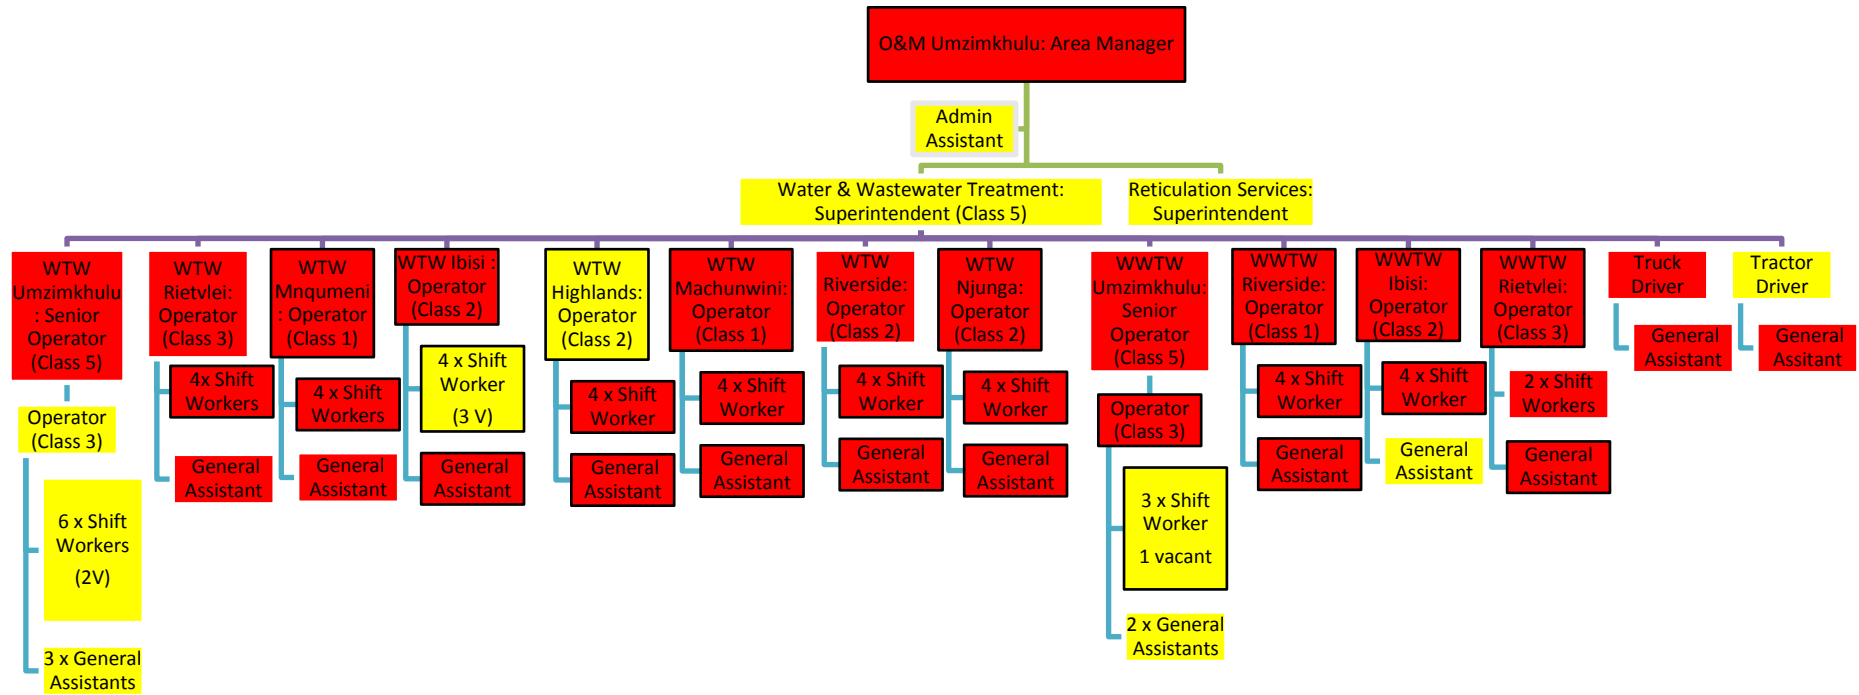 O&M Umzimkhulu: Area Manager
Admin
Assistant
Water & Wastewater Treatment:
Superintendent (Class 5)
Reticulation Services:
Superintendent
WTW
Umzimkhulu
: Senior
Operator
(Class 5)
Operator
(Class 3)
6 x Shift
Workers
(2V)
3 x General
Assistants
WTW
Rietvlei:
Operator
(Class 3)
4x Shift
Workers
General
Assistant
WTW
Mnqumeni
: Operator
(Class 1)
4 x Shift
Workers
General
Assistant
WTW Ibisi :
Operator
(Class 2)
4 x Shift
Worker
(3 V)
General
Assistant
WTW
Highlands:
Operator
(Class 2)
4 x Shift
Worker
General
Assistant
WTW
Machunwini:
Operator
(Class 1)
4 x Shift
Worker
General
Assistant
WTW
Riverside:
Operator
(Class 2)
4 x Shift
Worker
General
Assistant
WTW
Njunga:
Operator
(Class 2)
4 x Shift
Worker
General
Assistant
WWTW
Umzimkhulu:
Senior
Operator
(Class 5)
Operator
(Class 3)
3 x Shift
Worker
1 vacant
2 x General
Assistants
WWTW
Riverside:
Operator
(Class 1)
4 x Shift
Worker
General
Assistant
WWTW
Ibisi:
Operator
(Class 2)
4 x Shift
Worker
General
Assistant
WWTW
Rietvlei:
Operator
(Class 3)
2 x Shift
Workers
General
Assistant
Truck
Driver
General
Assistant
Tractor
Driver
General
Assitant